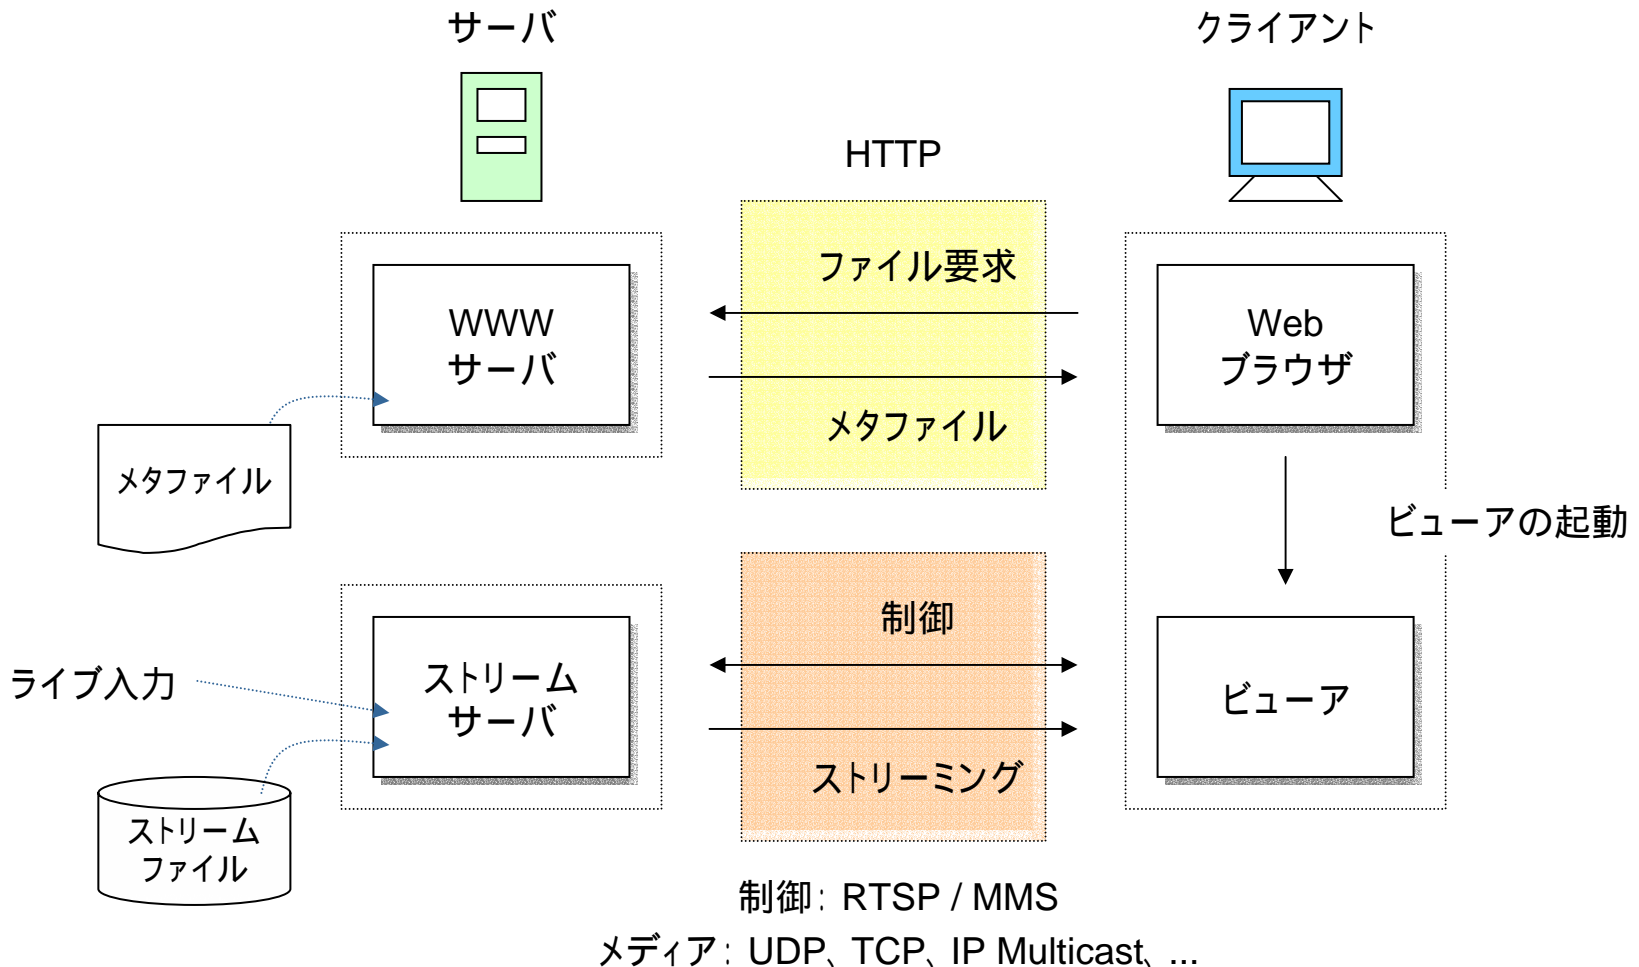 サーバ
クライアント
HTTP
ファイル要求
WWW
サーバ
Web
ブラウザ
メタファイル
メタファイル
ビューアの起動
制御
ストリーム
サーバ
ライブ入力
ビューア
ストリーミング
ストリーム
ファイル
制御: RTSP / MMS
メディア: UDP、TCP、IP Multicast、...